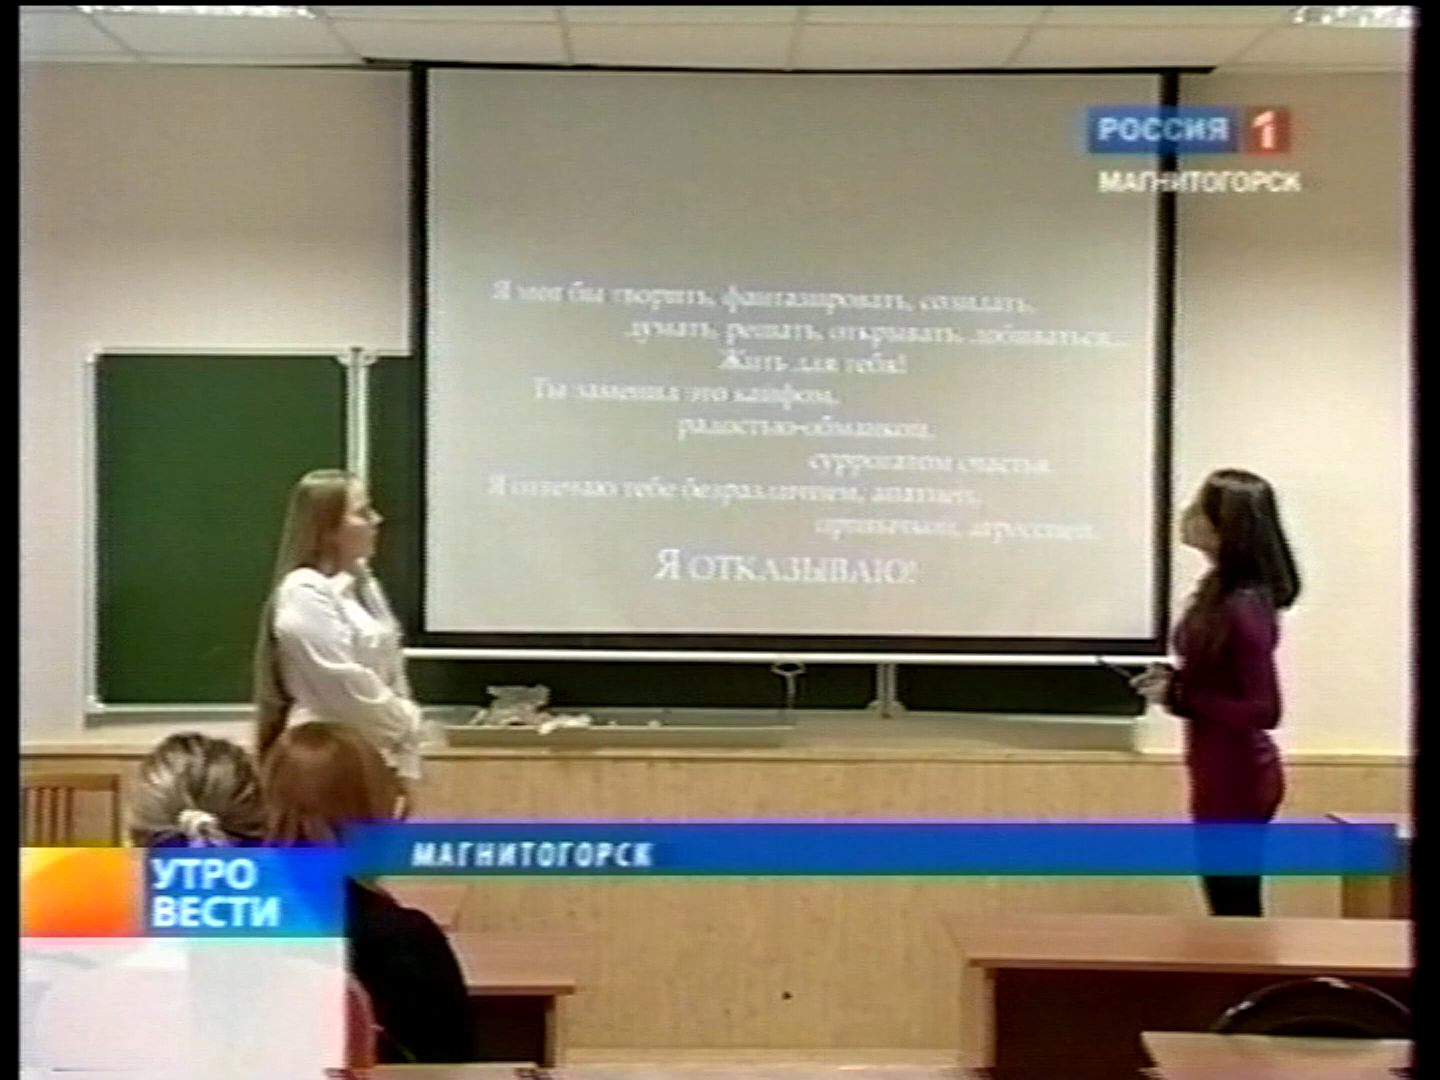 РОССИЯ 1
МАГНИТОГОРСК
Я мог бы творить, фантазировать, созидать,
думать, решать, открывать, добиваться...
Жить для тебя!
Ты заменил это кайфом,
радостью-обманкой,
суррогатом счастья.
Я отвечаю тебе безразличием, апатией,
привычкой, агрессией.
Я ОТКАЗЫВАЮ!
МАГНИТОГОРСК
УТРО
ВЕСТИ